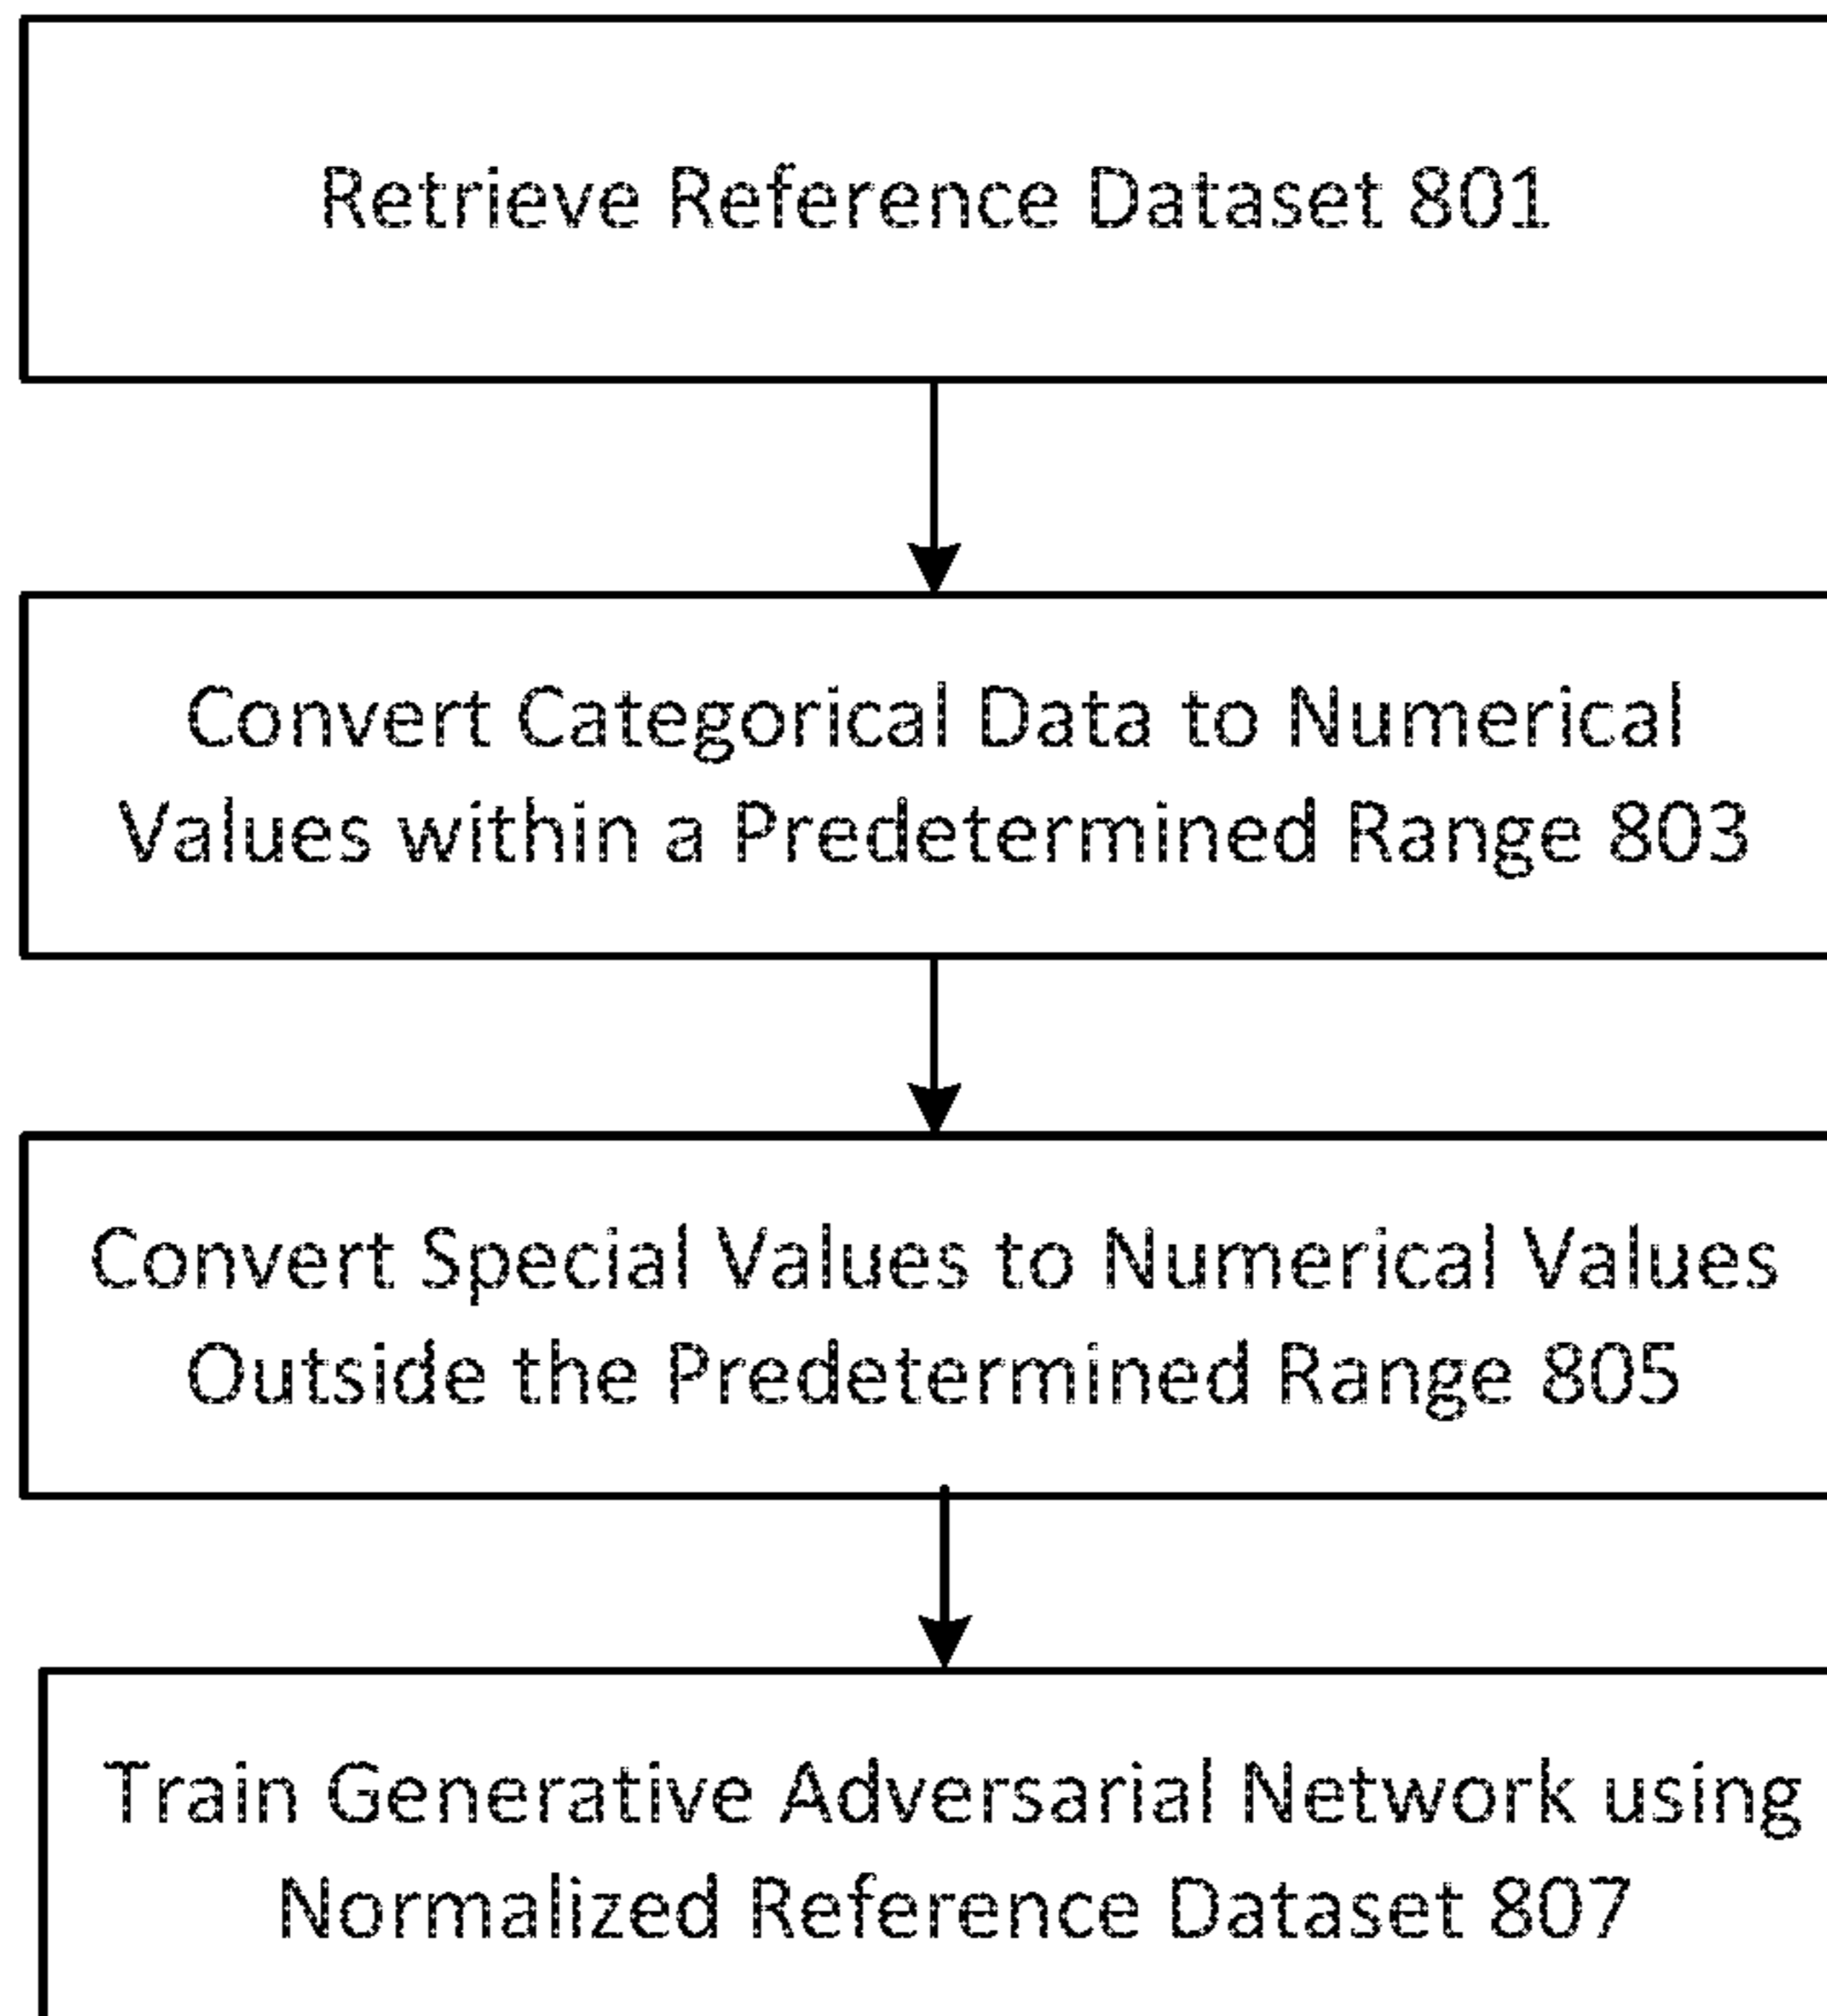 Retrieve Reference Dataset 801
Convert Categorical Data to Numerical
Values within a Predetermined Range 803
Convert Special Values to Numerical Values
Outside the Predetermined Range 805
Train Generative Adversarial Network using
Normalized Reference Dataset 807